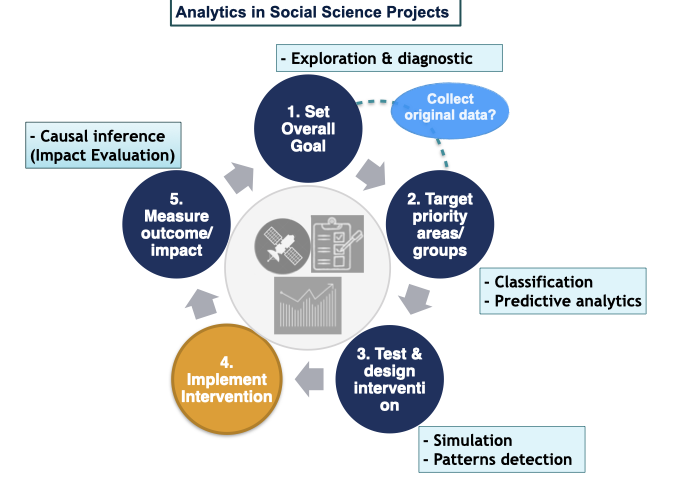 Analytics in Social Science Projects
- Exploration & diagnostic
Collect
original data?
1. Set
Overall
Goal
- Causal inference
(Impact Evaluation)
5.
Measure
outcome/
impact
2. Target
priority
areas/
groups
- Classification
- Predictive analytics
4.
Implement
Intervention
3. Test &
design
interventi
on
- Simulation
- Patterns detection